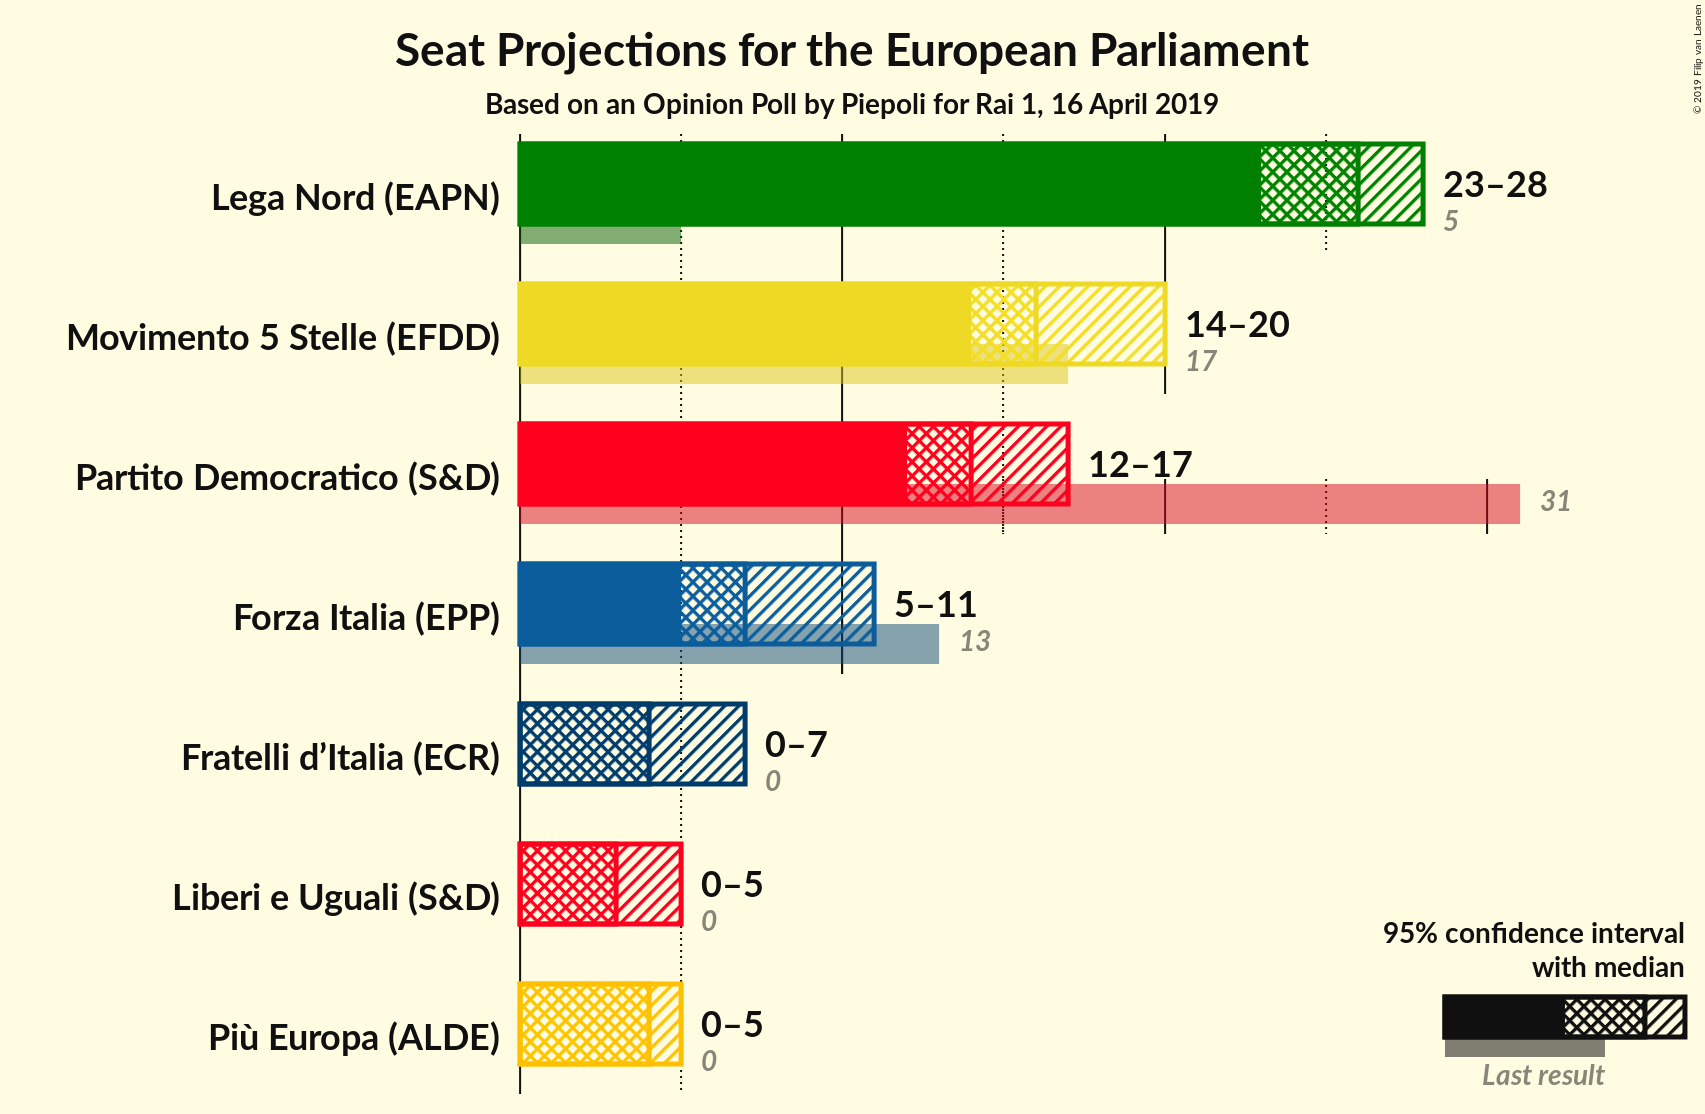 Seat Projections for the European Parliament
Based on an Opinion Poll by Piepoli for Rai 1, 16 April 2019
© 2019 Filip van Laenen
Lega Nord (EAPN)
23–28
5
Movimento 5 Stelle (EFDD)
14–20
17
Partito Democratico (S&D)
12–17
31
Forza Italia (EPP)
5–11
13
Fratelli d’Italia (ECR)
0–7
0
Liberi e Uguali (S&D)
0–5
0
Più Europa (ALDE)
0–5
0
95% confidence interval
with median
Last result